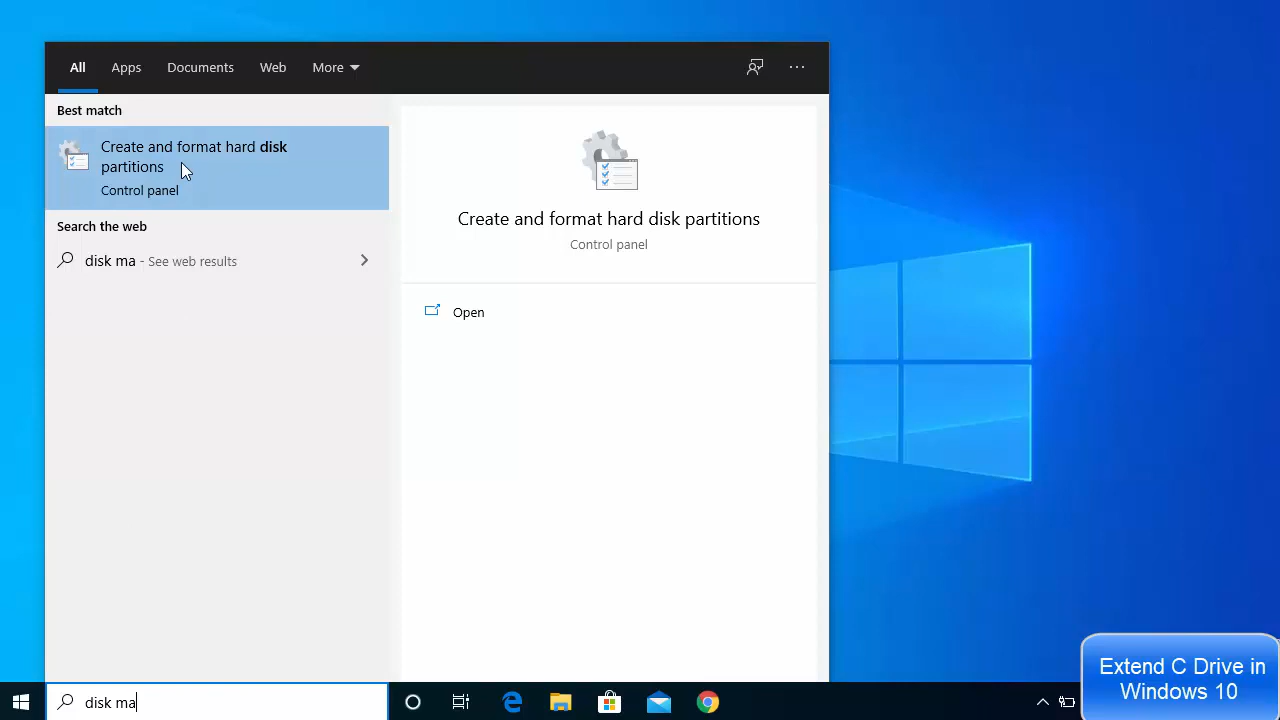 All
Apps
Documents
Web
More
Best match
Create and format hard disk
partitions
Control panel
Search the web
disk ma - See web results
Create and format hard disk partitions
Control panel
Open
disk ma
Extend C Drive in
Windows 10